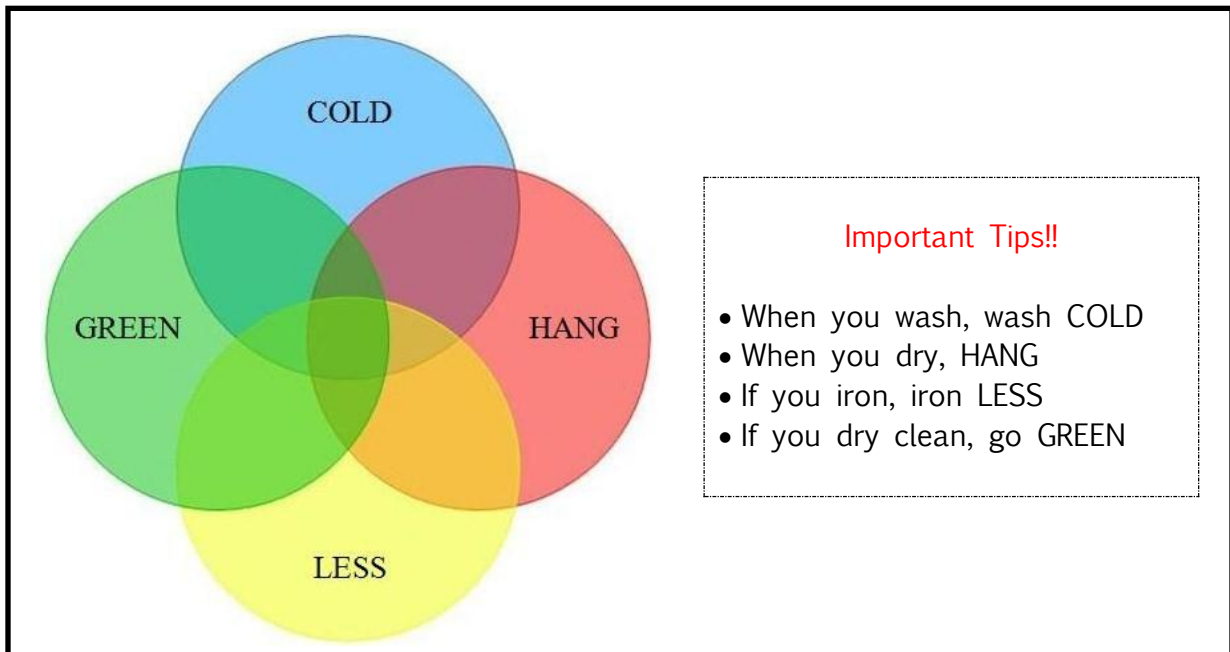 COLD
GREEN
HANG
LESS
Important Tips!!
• When you wash, wash COLD
• When you dry, HANG
• If you iron, iron LESS
• If you dry clean, go GREEN